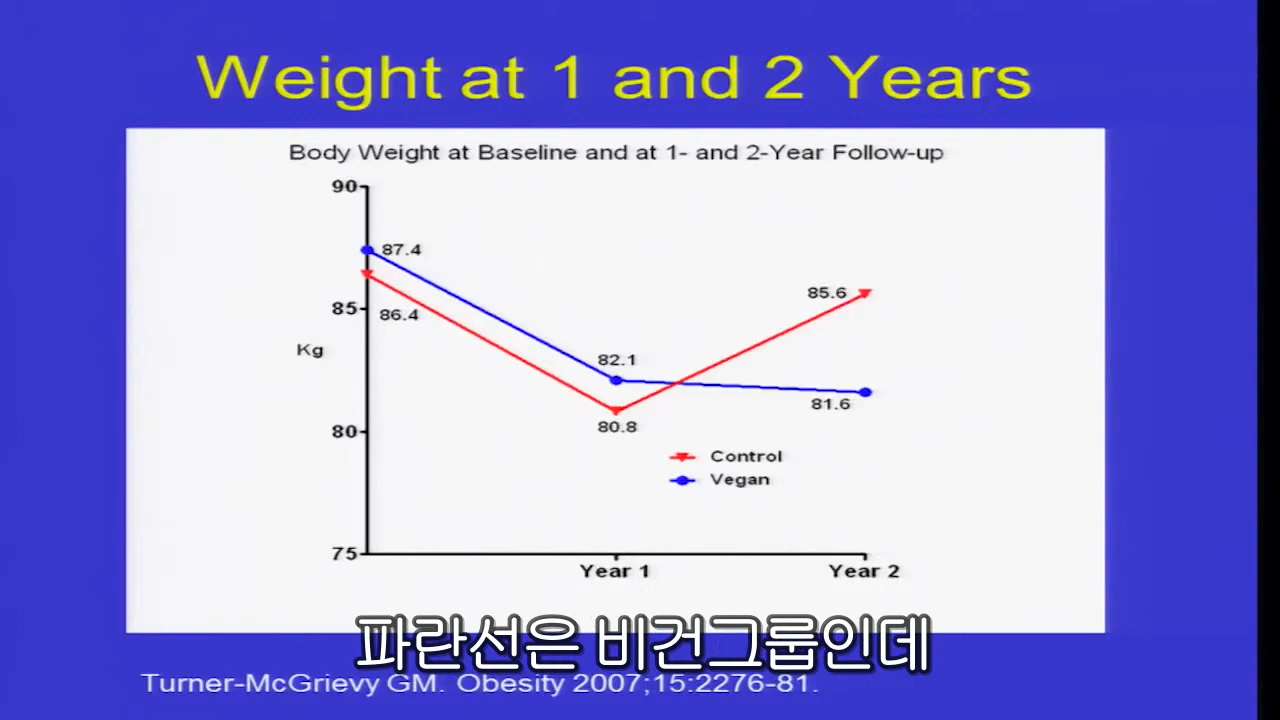 Weight at 1 and 2 Years
Body Weight at Baseline and at 1- and 2-Year Follow-up
90
87.4
85.6
85
86.4
Kg
82.1
81.6
80
80.8
Control
Vegan
75
Year 1
Year 2
파란선은 비건그룹인데
Turner-McGrievy GM. Obesity 2007;15:2276-81.